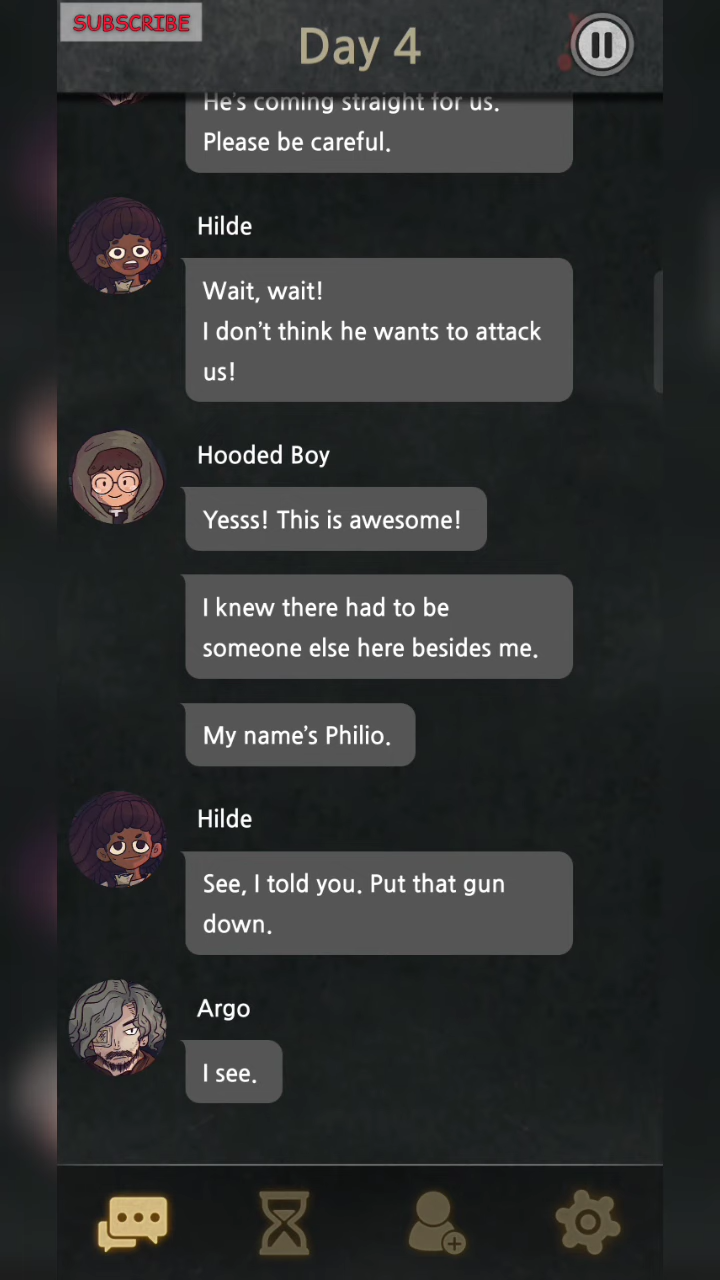 SUBSCRIBE
Day 4
He's coming straight for us.
Please be careful.
Hilde
Wait, wait!
I don't think he wants to attack
us!
Hooded Boy
Yesss! This is awesome!
I knew there had to be
someone else here besides me.
My name's Philio.
Hilde
See, I told you. Put that gun
down.
Argo
I see.